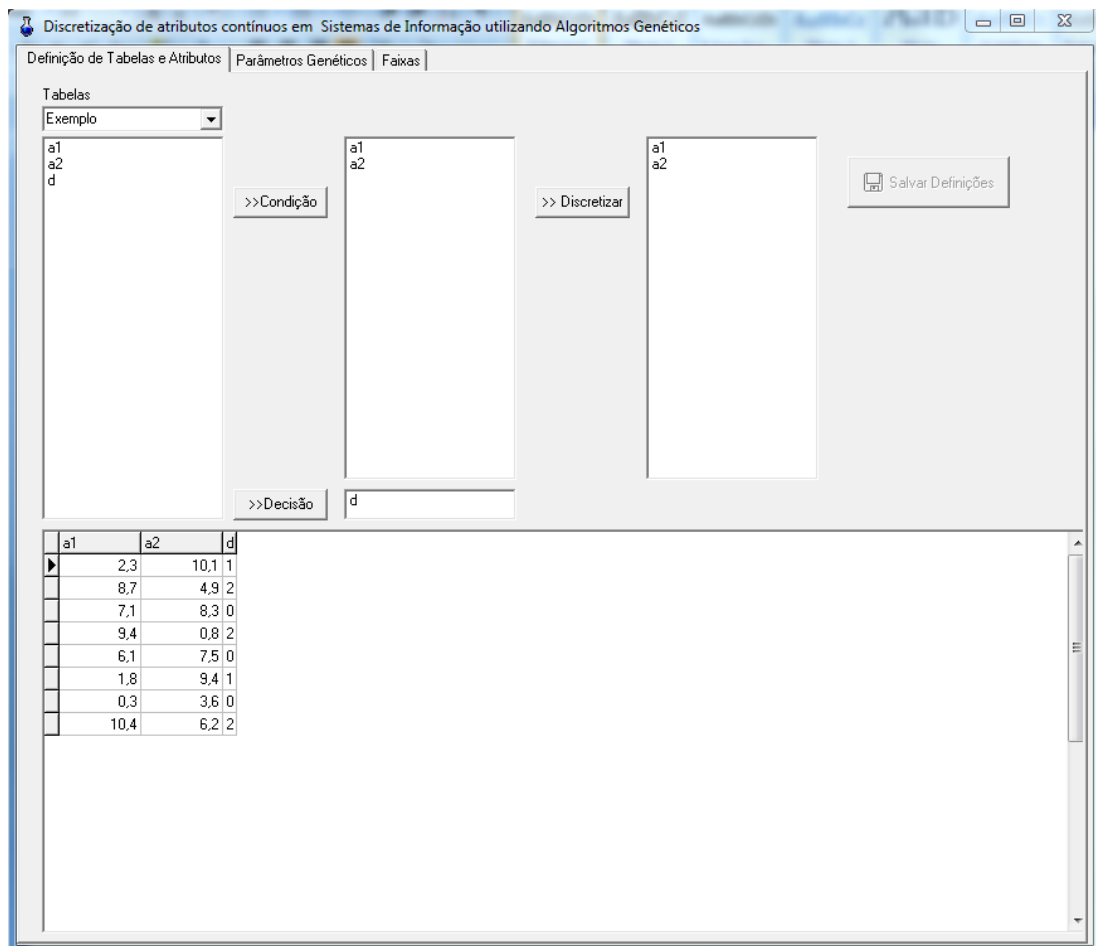 Discretização de atributos contínuos em Sistemas de Informação utilizando Algoritmos Genéticos
Definição de Tabelas e Atributos Parâmetros Genéticos Faixas
Tabelas
Exemplo
a1
a2
d
>>Condição
a1
a2
>> Discretizar
a1
a2
Salvar Definições
>>Decisão
d
a1 a2 d
2,3 10,1 1
8,7 4,9 2
7,1 8,3 0
9,4 0,8 2
6,1 7,5 0
1,8 9,4 1
0,3 3,6 0
10,4 6,2 2